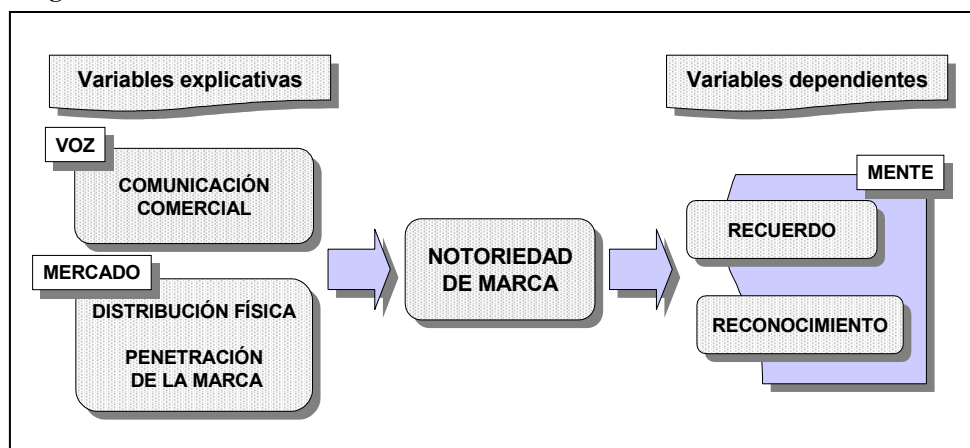 Variables explicativas
Variables dependientes
VOZ
COMUNICACIÓN
COMERCIAL
MERCADO
DISTRIBUCIÓN FÍSICA
PENETRACIÓN
DE LA MARCA
NOTORIEDAD
DE MARCA
MENTE
RECUERDO
RECONOCIMIENTO